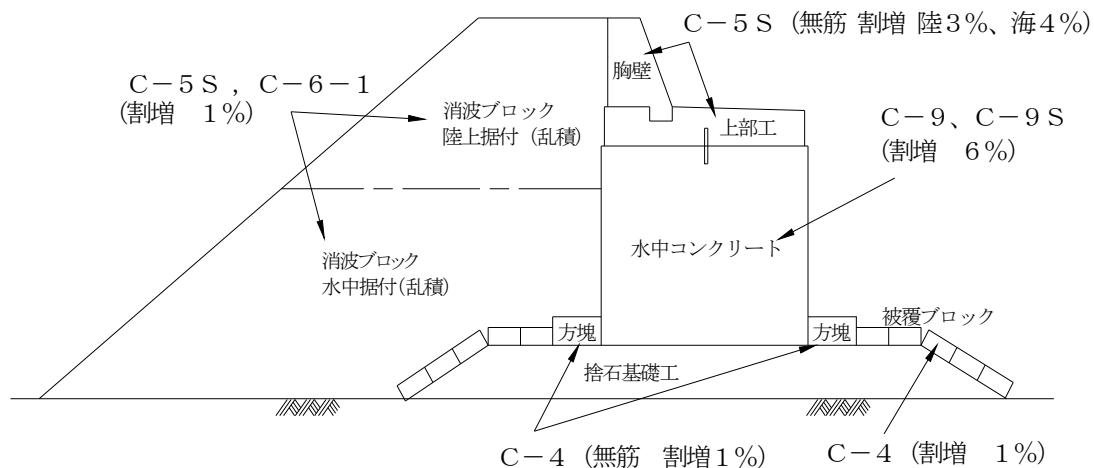 C－5S（無筋 割増 陸3％、海4％）
胸壁
C－5S，C－6－1
（割増　1％）
消波ブロック
陸上据付（乱積）
上部工
C－9、C－9S
（割増　6％）
水中コンクリート
消波ブロック
水中据付（乱積）
方塊
方塊
被覆ブロック
捨石基礎工
C－4（無筋　割増1％）
C－4（割増　1％）